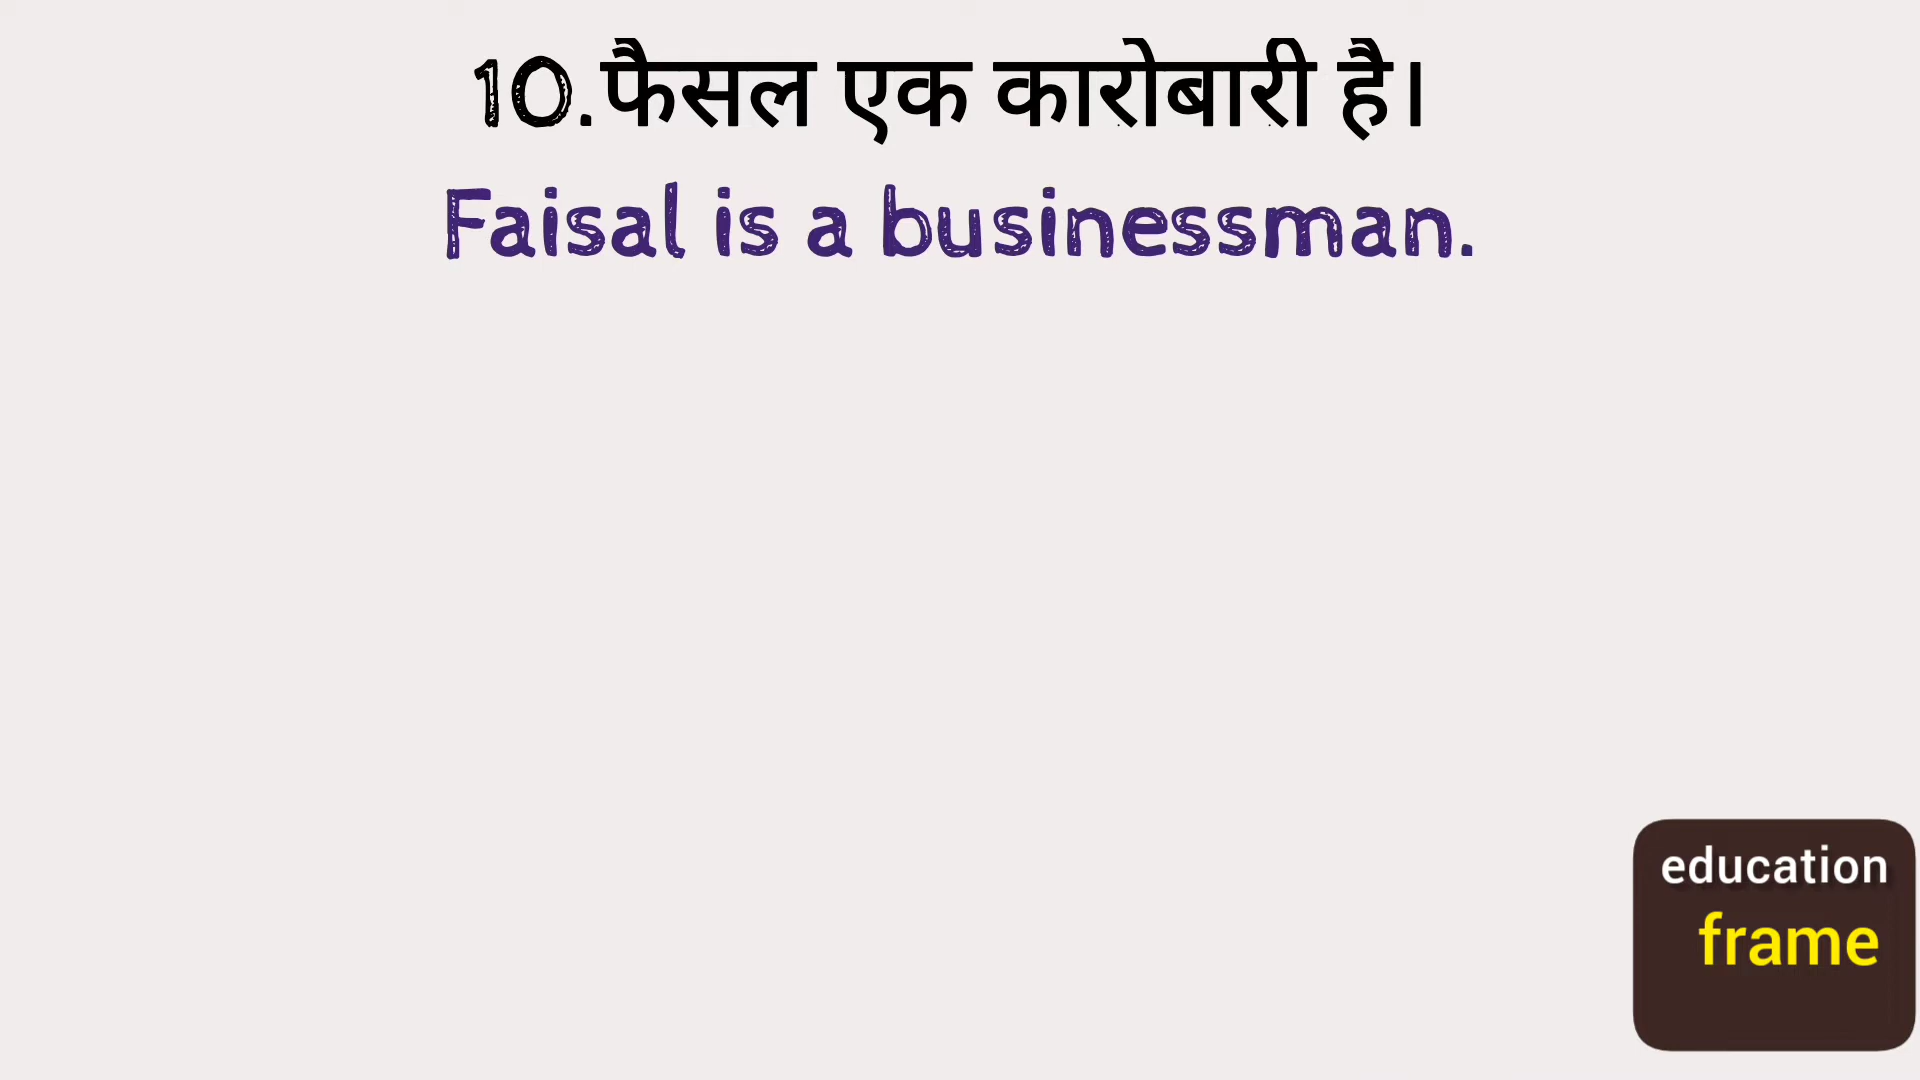 10.फैसल एक कारोबारी है।
Faisal is a businessman.
education
frame